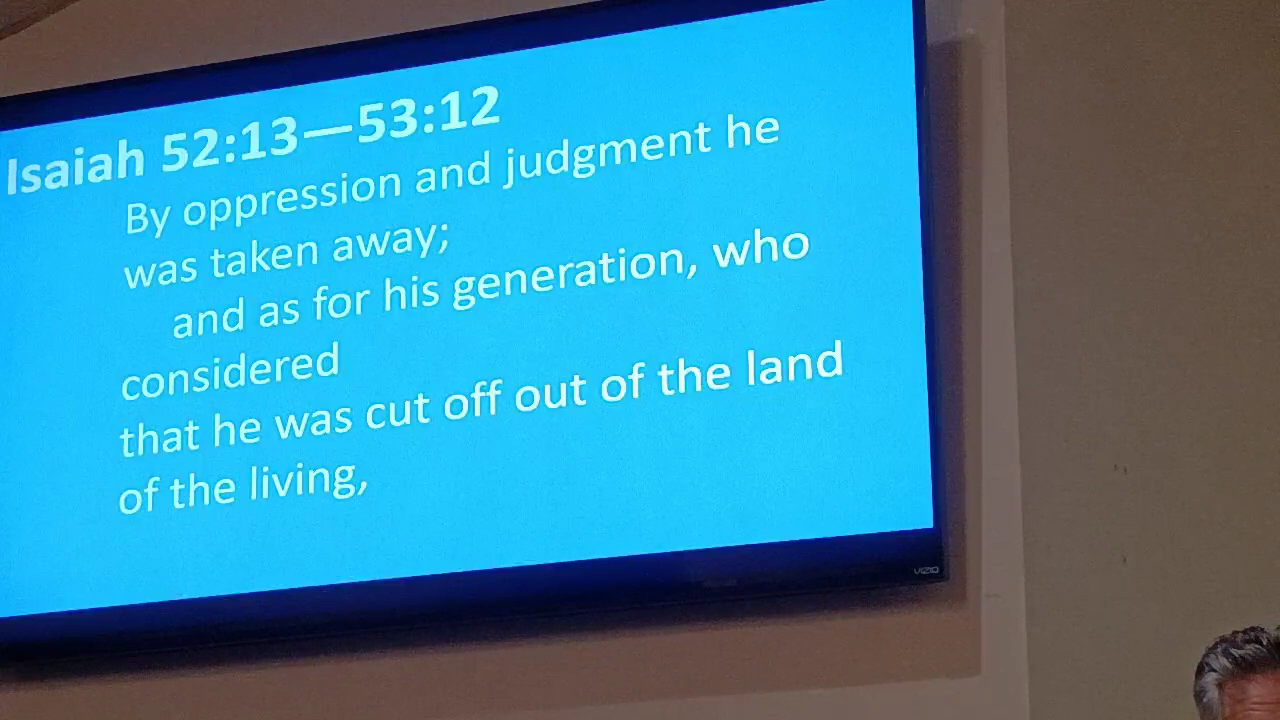 Isaiah 52:13—53:12
By oppression and judgment he
was taken away;
and as for his generation, who
considered
that he was cut off out of the land
of the living,
VIZIO